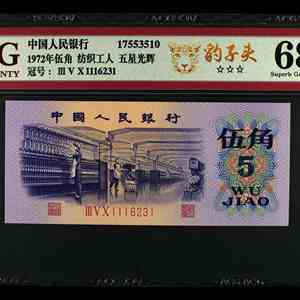 G
NTY
中国人民银行 17553510
1972年伍角 纺织工人 五星光辉
冠号：Ⅲ Ⅴ Ⅹ 1116231
豹子头
☆☆☆
68
Superb Ge
中国人民银行
伍角
5
WU
JIAO
ⅢⅤⅩ1116231